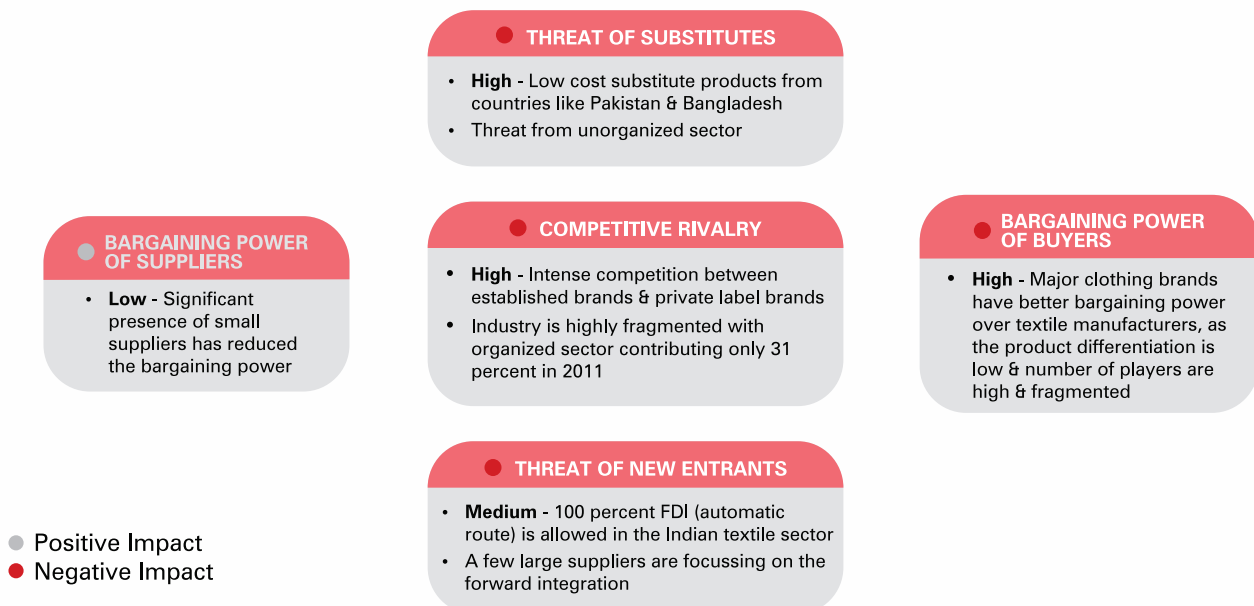 THREAT OF SUBSTITUTES
• High - Low cost substitute products from
countries like Pakistan & Bangladesh
• Threat from unorganized sector
BARGAINING POWER
OF SUPPLIERS
• Low - Significant
presence of small
suppliers has reduced
the bargaining power
COMPETITIVE RIVALRY
• High - Intense competition between
established brands & private label brands
• Industry is highly fragmented with
organized sector contributing only 31
percent in 2011
BARGAINING POWER
OF BUYERS
• High - Major clothing brands
have better bargaining power
over textile manufacturers, as
the product differentiation is
low & number of players are
high & fragmented
THREAT OF NEW ENTRANTS
• Medium - 100 percent FDI (automatic
route) is allowed in the Indian textile sector
• A few large suppliers are focussing on the
forward integration
Positive Impact
Negative Impact